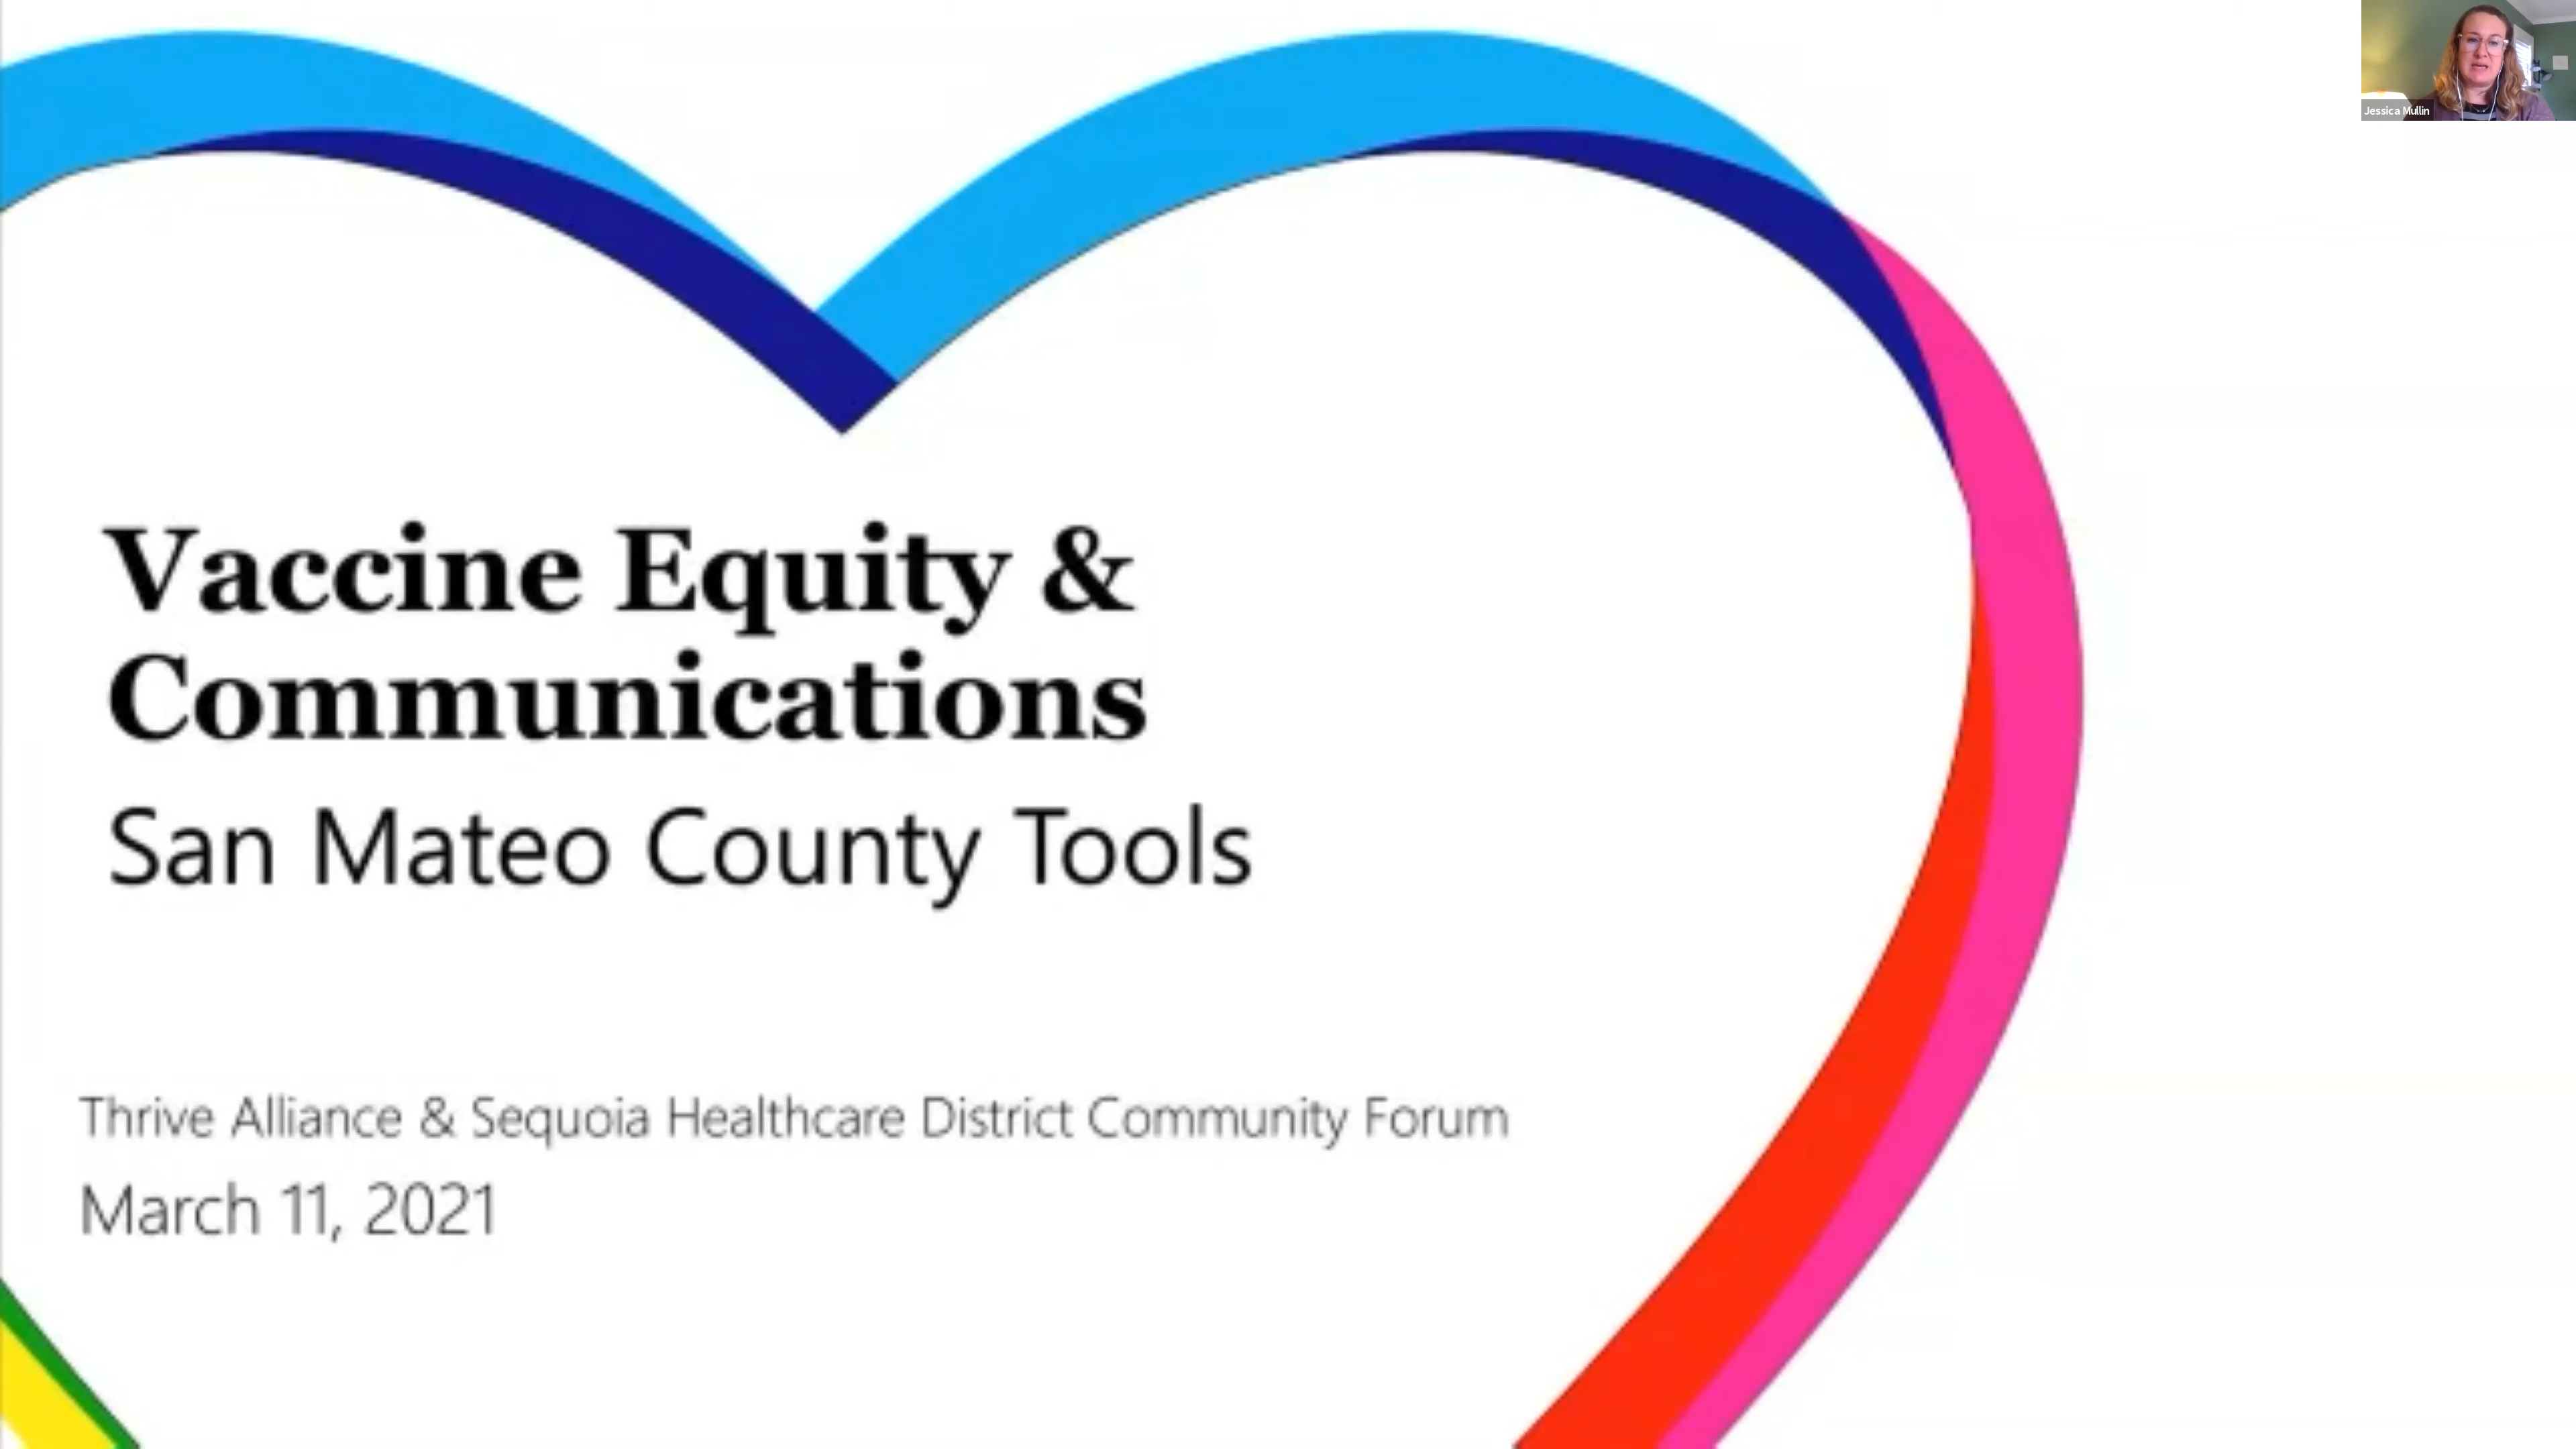 Jessica Mullin
Vaccine Equity &
Communications
San Mateo County Tools
Thrive Alliance & Sequoia Healthcare District Community Forum
March 11, 2021